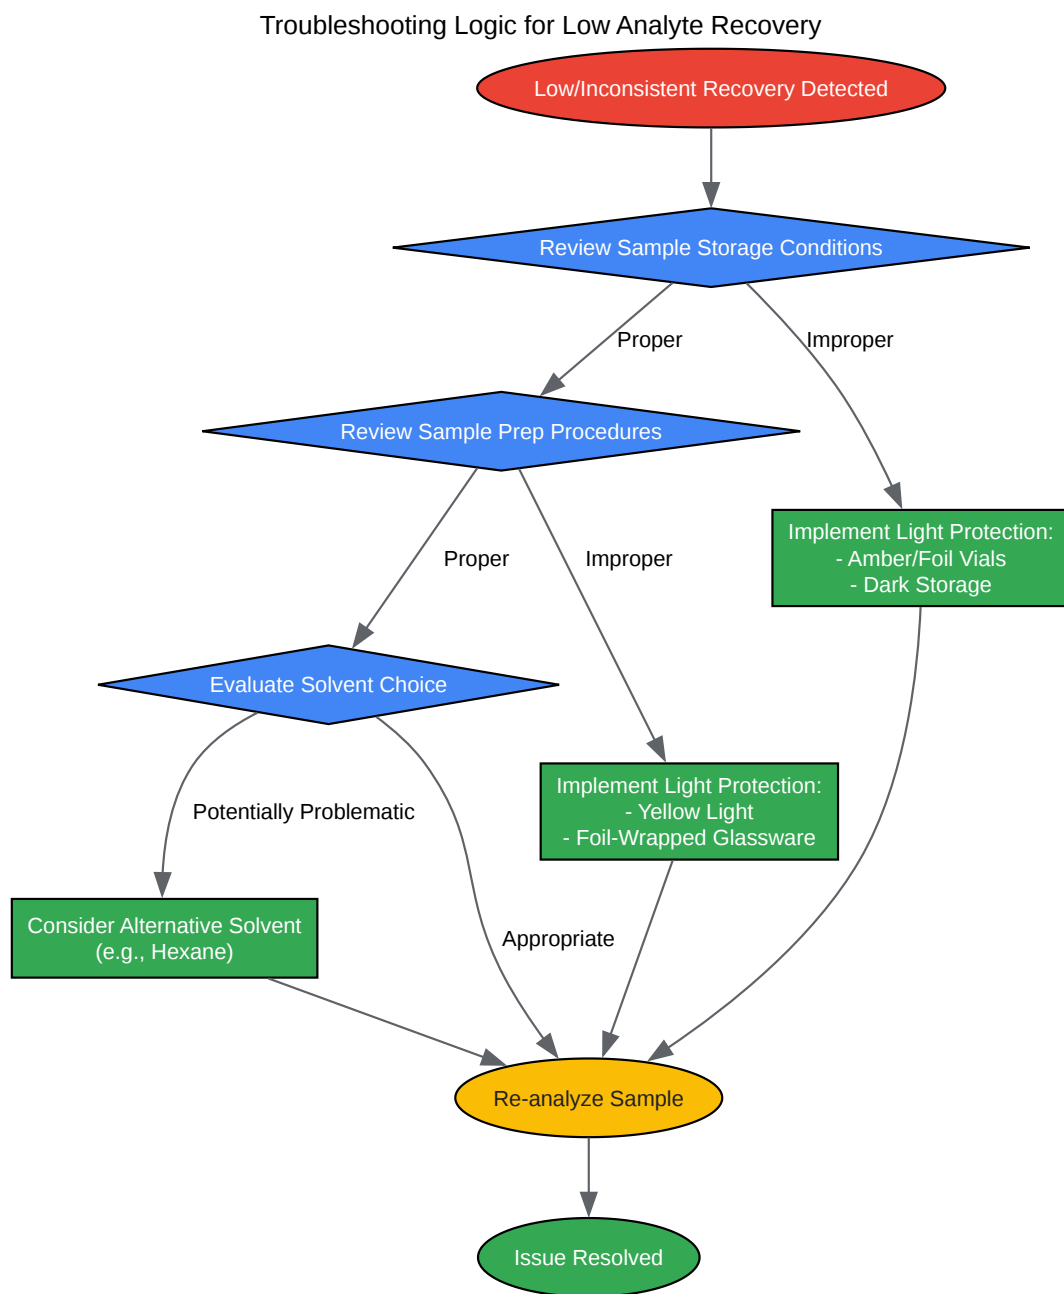 Troubleshooting Logic for Low Analyte Recovery
Low/Inconsistent Recovery Detected
Review Sample Storage Conditions
Proper
Improper
Review Sample Prep Procedures
Implement Light Protection:
- Amber/Foil Vials
- Dark Storage
Proper
Improper
Evaluate Solvent Choice
Implement Light Protection:
- Yellow Light
- Foil-Wrapped Glassware
Potentially Problematic
Consider Alternative Solvent
(e.g., Hexane)
Appropriate
Re-analyze Sample
Issue Resolved